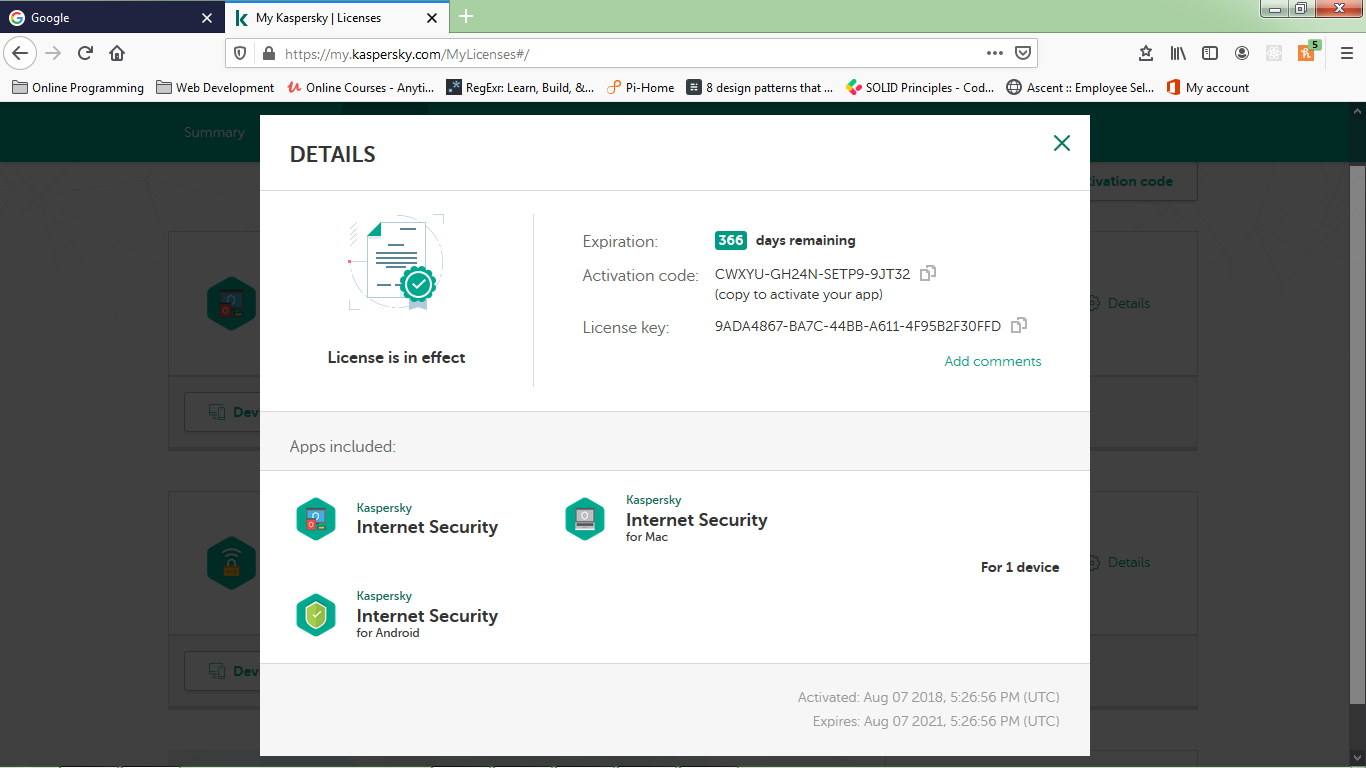 Google
My Kaspersky | Licenses
https://my.kaspersky.com/MyLicenses#/
5
Online Programming
Web Development
Online Courses - Anyti...
RegExr: Learn, Build, &...
Pi-Home
8 design patterns that ...
SOLID Principles - Cod...
Ascent :: Employee Sel...
My account
Summary
DETAILS
ivation code
License is in effect
Expiration: 366 days remaining
Activation code: CWXYU-GH24N-SETP9-9JT32
(copy to activate your app)
License key: 9ADA4867-BA7C-44BB-A611-4F95B2F30FFD
Add comments
Details
Dev
Apps included:
Kaspersky
Internet Security
Kaspersky
Internet Security
for Mac
For 1 device
Details
Kaspersky
Internet Security
for Android
Dev
Activated: Aug 07 2018, 5:26:56 PM (UTC)
Expires: Aug 07 2021, 5:26:56 PM (UTC)